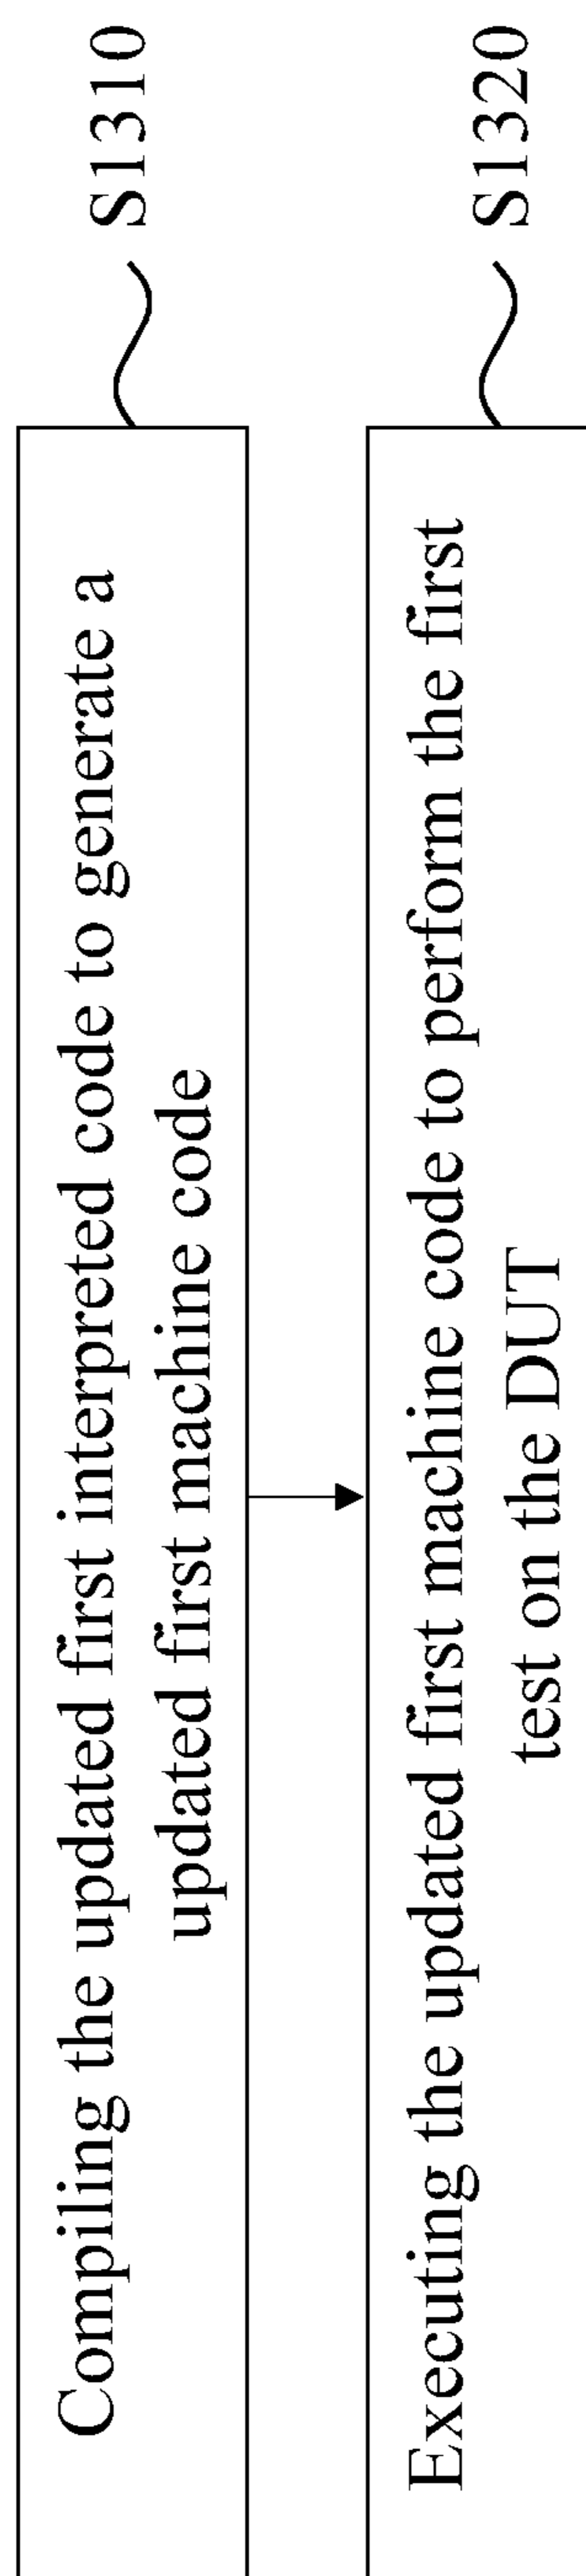 Compiling the updated first interpreted code to generate a
updated first machine code
S1310
Executing the updated first machine code to perform the first
test on the DUT
S1320